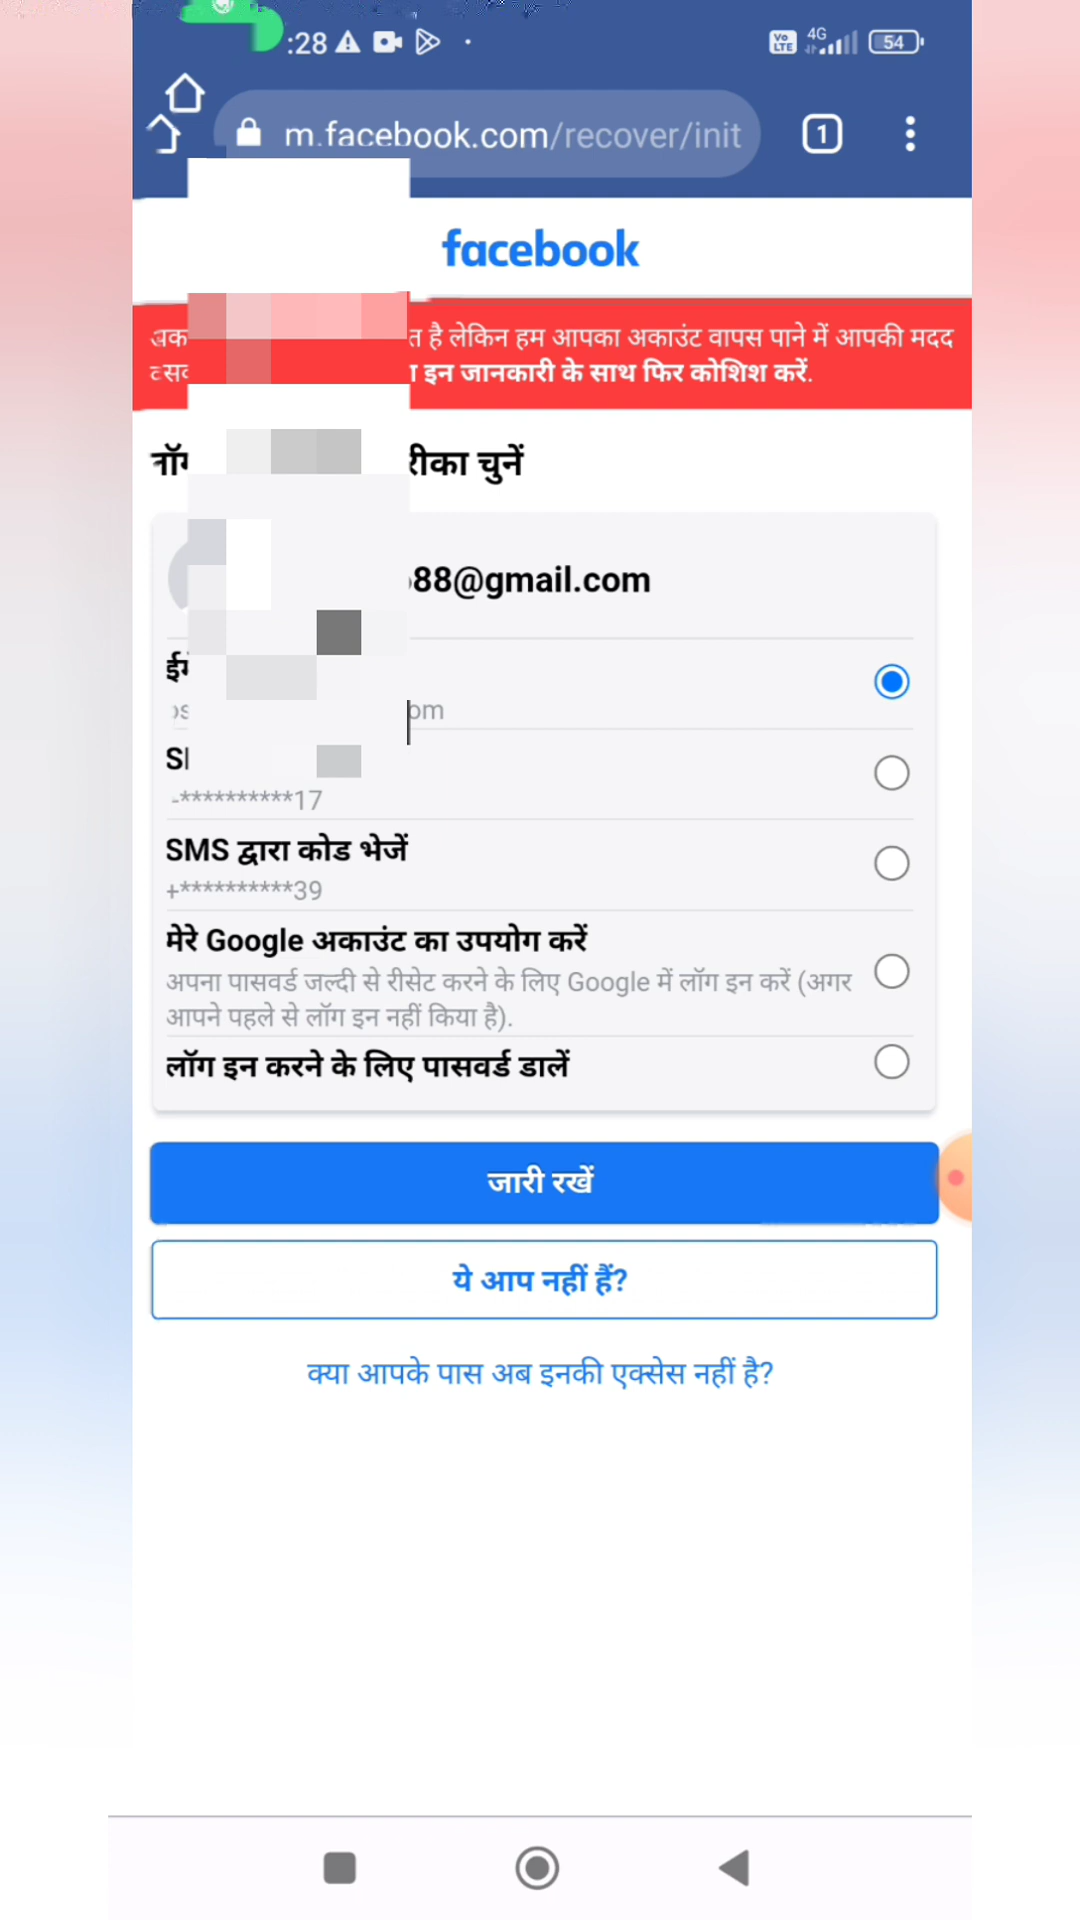 :28
4G
54
m.facebook.com/recover/init
1
facebook
है लेकिन हम आपका अकाउंट वापस पाने में आपकी मदद
इन जानकारी के साथ फिर कोशिश करें.
चुनें
88@gmail.com
om
**********17
SMS द्वारा कोड भेजें
+**********39
मेरे Google अकाउंट का उपयोग करें
अपना पासवर्ड जल्दी से रीसेट करने के लिए Google में लॉग इन करें (अगर
आपने पहले से लॉग इन नहीं किया है).
लॉग इन करने के लिए पासवर्ड डालें
जारी रखें
ये आप नहीं हैं?
क्या आपके पास अब इनकी एक्सेस नहीं है?